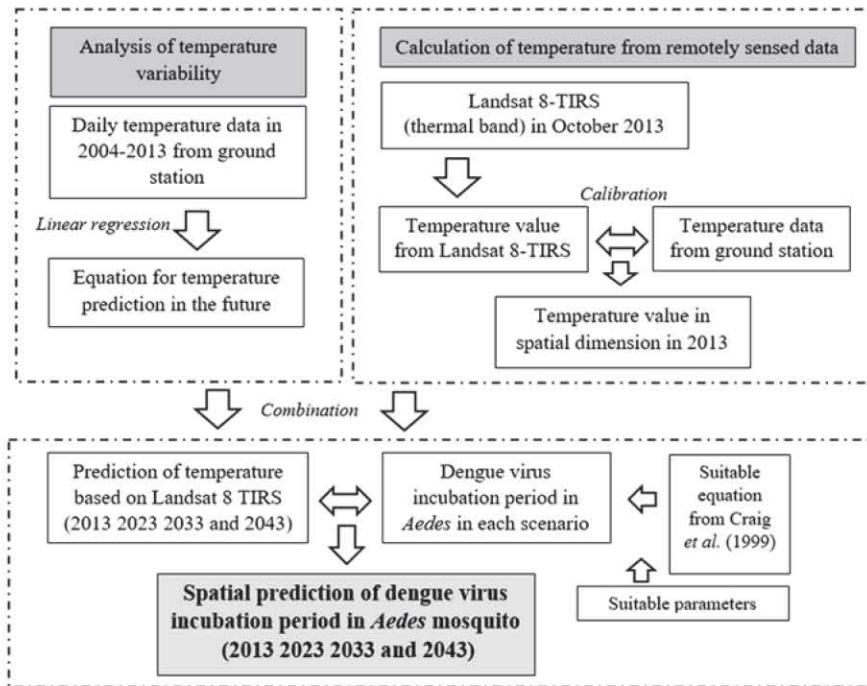 Analysis of temperature
variability
Daily temperature data in
2004-2013 from ground
station
Linear regression
Equation for temperature
prediction in the future
Calculation of temperature from remotely sensed data
Landsat 8-TIRS
(thermal band) in October 2013
Calibration
Temperature value
from Landsat 8-TIRS
Temperature data
from ground station
Temperature value in
spatial dimension in 2013
Combination
Prediction of temperature
based on Landsat 8 TIRS
(2013 2023 2033 and 2043)
Dengue virus
incubation period in
Aedes in each scenario
Suitable
equation
from Craig
et al. (1999)
Suitable parameters
Spatial prediction of dengue virus
incubation period in Aedes mosquito
(2013 2023 2033 and 2043)